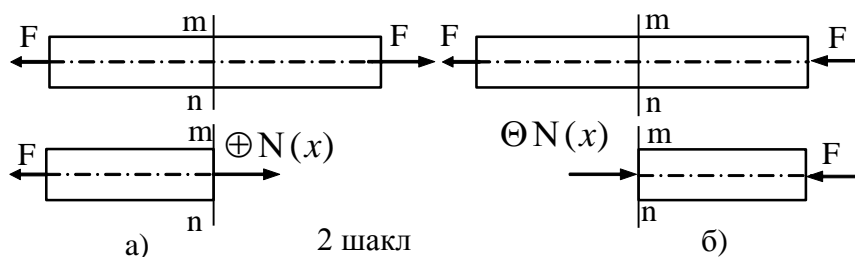 m m
F F F F
n n
m ⊕N(x) ΘN(x) m
F F
n n
а) 2 шакл б)